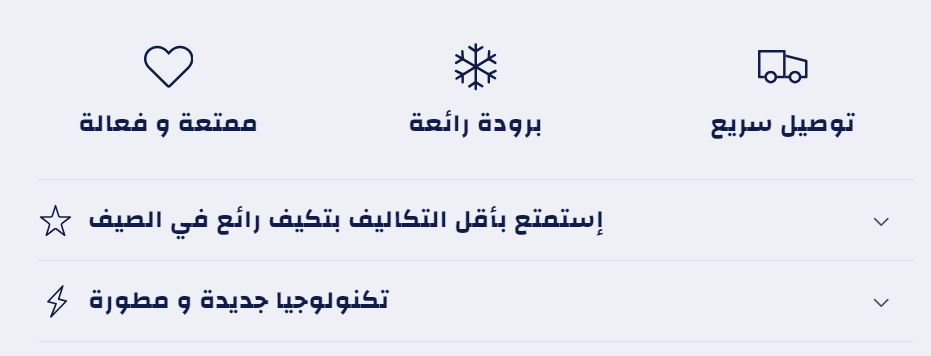 توصيل سريع
برودة رائعة
ممتعة و فعالة
إستمتع بأقل التكاليف بتكيف رائع في الصيف
تكنولوجيا جديدة و مطورة